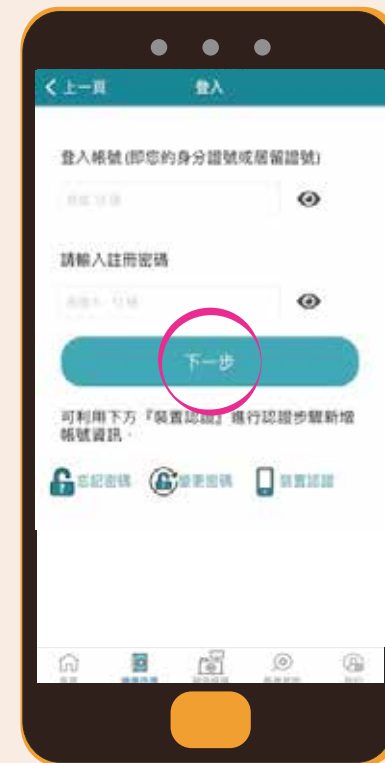 上一頁
登入
登入帳號(即您的身分證號或居留證號)
請輸入註冊密碼
下一步
可利用下方『裝置認證』進行認證步驟新增
帳號資訊。
忘記密碼 變更密碼 裝置認證